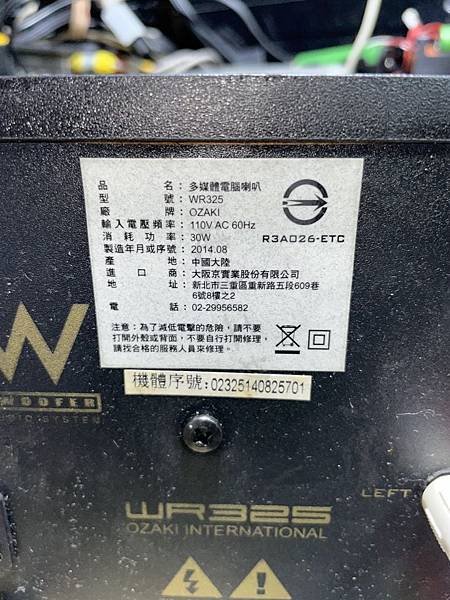 品名：多媒體電腦喇叭
型號：WR325
廠牌：OZAKI
輸入電壓頻率：110V AC 60Hz
消耗功率：30W
製造年月或序號：2014.08
產地：中國大陸
進口商：大阪京實業股份有限公司
地址：新北市三重區重新路五段609巷
6號8樓之2
電話：02-29956582
注意：為了減低電擊的危險，請不要
打開外殼或背面，不要自行打開修理，
請找合格的服務人員來修理。
R3A026-ETC
機體序號:02325140825701
W
WOOFER
SYSTEM
LEFT
WR325
OZAKI INTERNATIONAL